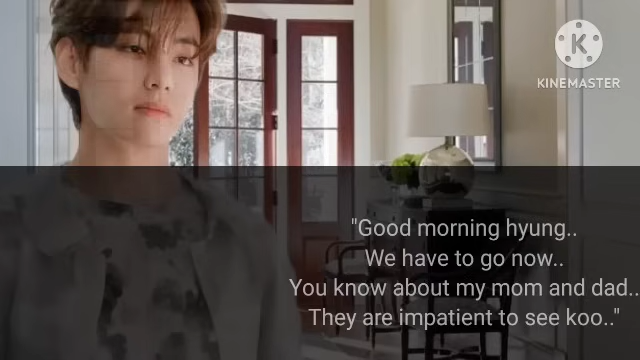 KINEMASTER
"Good morning hyung..
We have to go now..
You know about my mom and dad..
They are impatient to see koo.."